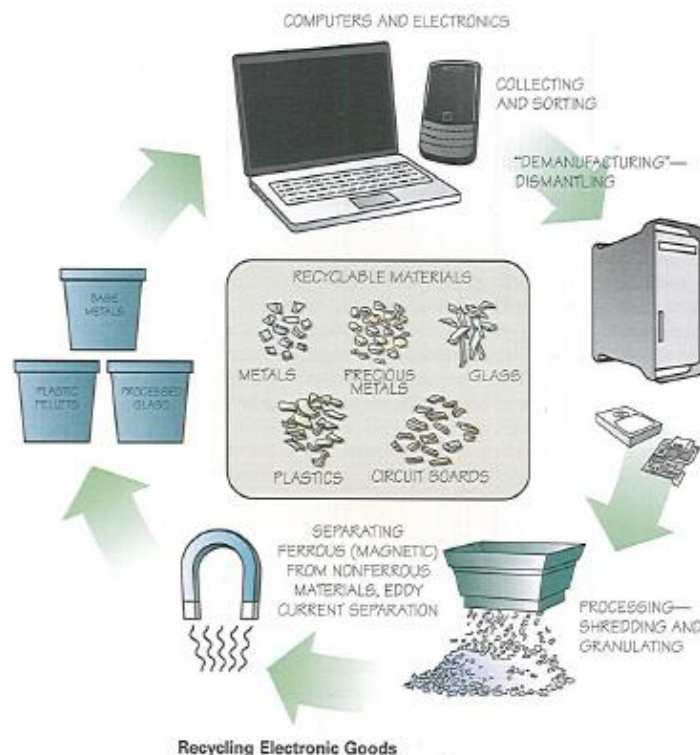 COMPUTERS AND ELECTRONICS
COLLECTING
AND SORTING
"DEMANUFACTURING"—
DISMANTLING
RECYCLABLE MATERIALS
METALS
PRECIOUS
METALS
GLASS
PLASTICS
CIRCUIT BOARDS
BASE
METALS
PLASTIC
PELLETS
PROCESSED
GLASS
SEPARATING
FERROUS (MAGNETIC)
FROM NONFERROUS
MATERIALS, EDDY
CURRENT SEPARATION
PROCESSING—
SHREDDING AND
GRANULATING
Recycling Electronic Goods